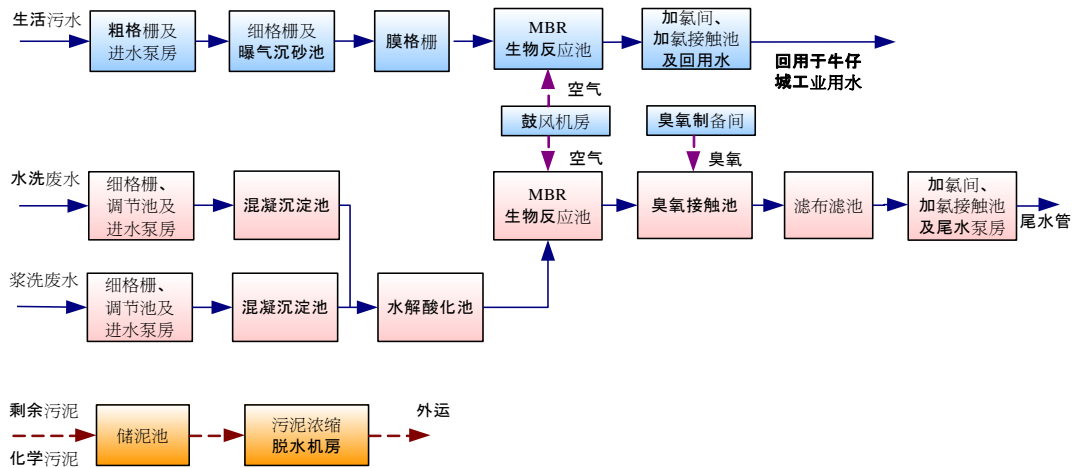 生活污水
粗格栅及
进水泵房
细格栅及
曝气沉砂池
膜格栅
MBR
生物反应池
加氯间、
加氯接触池
及回用水
回用于牛仔
城工业用水
空气
鼓风机房
臭氧制备间
空气
臭氧
水洗废水
细格栅、
调节池及
进水泵房
混凝沉淀池
MBR
生物反应池
臭氧接触池
滤布滤池
加氯间、
加氯接触池
及尾水泵房
尾水管
浆洗废水
细格栅、
调节池及
进水泵房
混凝沉淀池
水解酸化池
剩余污泥
化学污泥
储泥池
污泥浓缩
脱水机房
外运